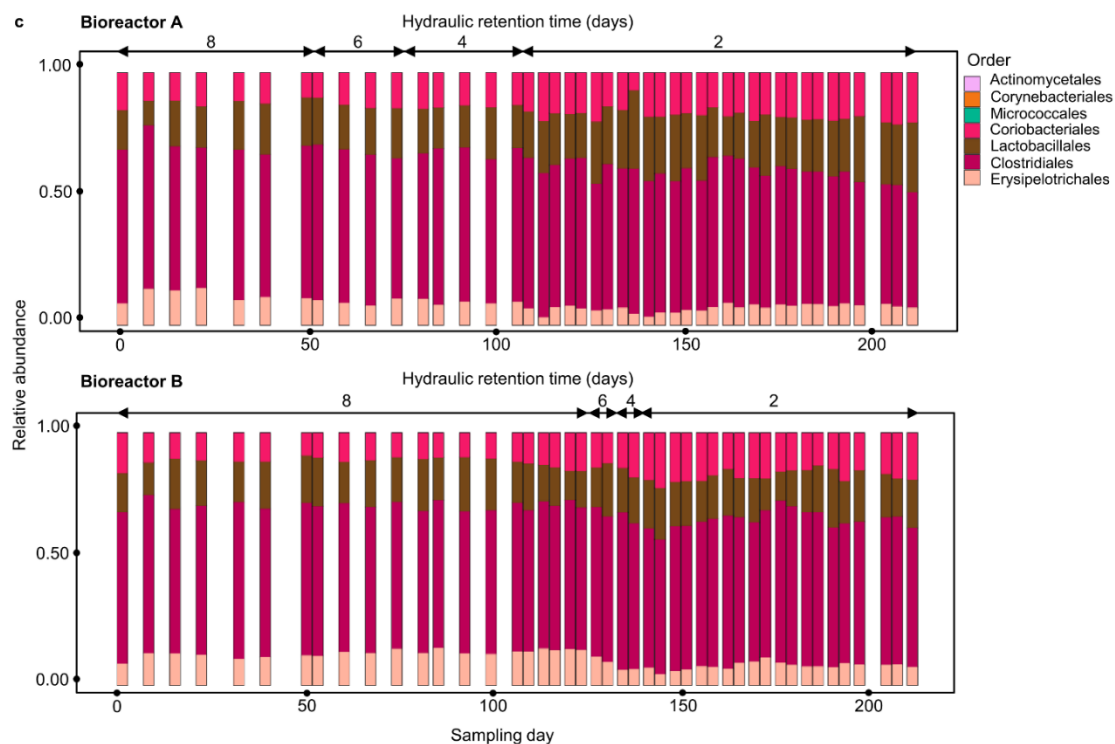 c
Bioreactor A
Hydraulic retention time (days)
8 6 4 2
1.00
0.50
0.00
0 50 100 150 200
Order
Actinomycetales
Corynebacteriales
Micrococcales
Coriobacteriales
Lactobacillales
Clostridiales
Erysipelotrichales
Relative abundance
Bioreactor B
Hydraulic retention time (days)
8 6 4 2
1.00
0.50
0.00
0 50 100 150 200
Sampling day